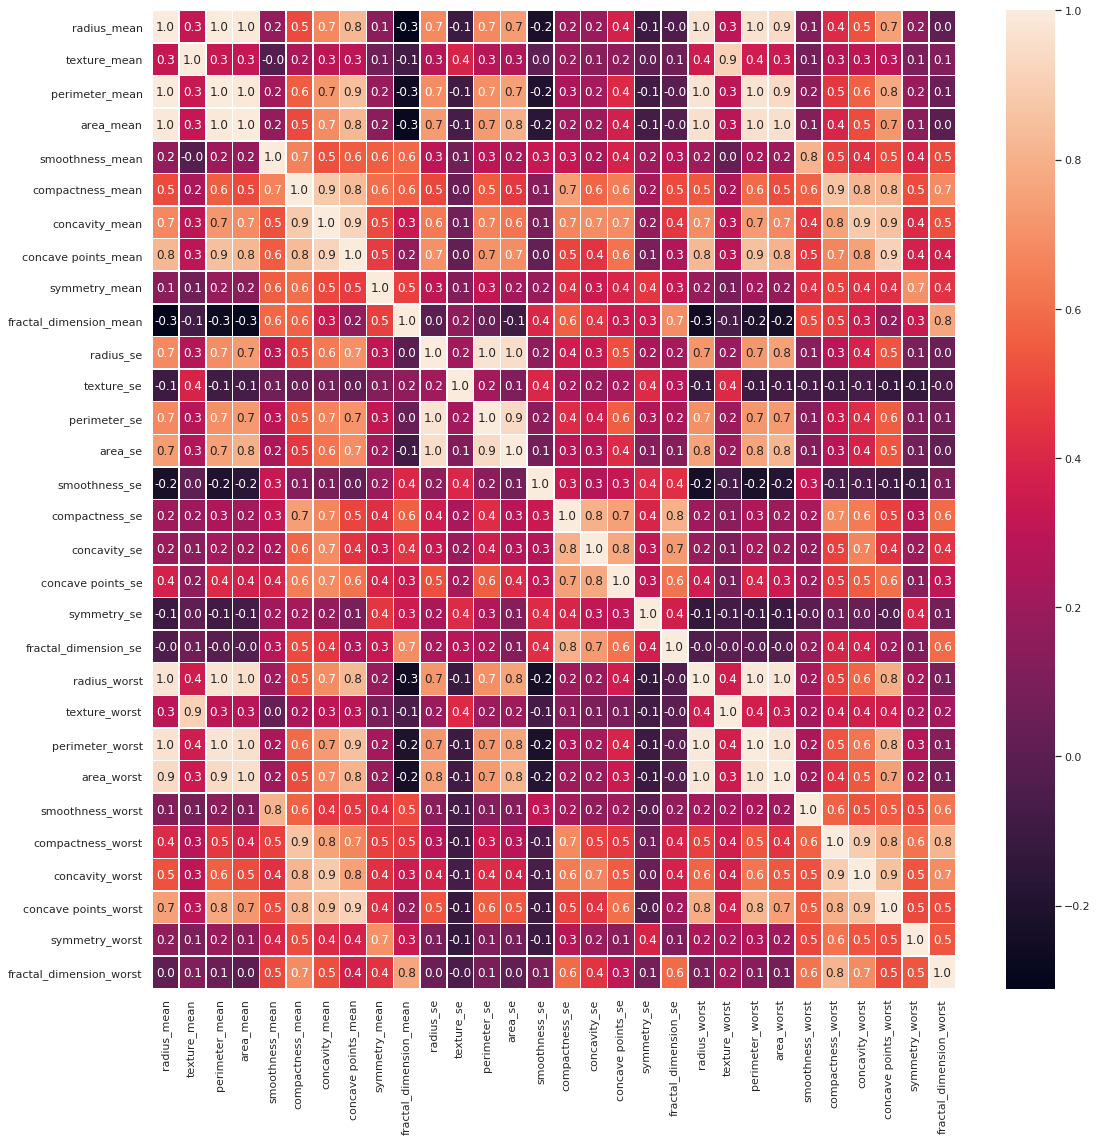 radius_mean 1.0 0.3 1.0 1.0 0.2 0.5 0.7 0.8 0.1 -0.3 0.7 -0.1 0.7 0.7 -0.2 0.2 0.2 0.4 -0.1 -0.0 1.0 0.3 1.0 0.9 0.1 0.4 0.5 0.7 0.2 0.0
texture_mean 0.3 1.0 0.3 0.3 -0.0 0.2 0.3 0.3 0.1 -0.1 0.3 0.4 0.3 0.3 0.0 0.2 0.1 0.2 0.0 0.1 0.4 0.9 0.4 0.3 0.1 0.3 0.3 0.3 0.1 0.1
perimeter_mean 1.0 0.3 1.0 1.0 0.2 0.6 0.7 0.9 0.2 -0.3 0.7 -0.1 0.7 0.7 -0.2 0.3 0.2 0.4 -0.1 -0.0 1.0 0.3 1.0 0.9 0.2 0.5 0.6 0.8 0.2 0.1
area_mean 1.0 0.3 1.0 1.0 0.2 0.5 0.7 0.8 0.2 -0.3 0.7 -0.1 0.7 0.8 -0.2 0.2 0.2 0.4 -0.1 -0.0 1.0 0.3 1.0 1.0 0.1 0.4 0.5 0.7 0.1 0.0
smoothness_mean 0.2 -0.0 0.2 0.2 1.0 0.7 0.5 0.6 0.6 0.6 0.3 0.1 0.3 0.2 0.3 0.3 0.2 0.4 0.2 0.3 0.2 0.0 0.2 0.2 0.8 0.5 0.4 0.5 0.4 0.5
compactness_mean 0.5 0.2 0.6 0.5 0.7 1.0 0.9 0.8 0.6 0.6 0.5 0.0 0.5 0.5 0.1 0.7 0.6 0.6 0.2 0.5 0.5 0.2 0.6 0.5 0.6 0.9 0.8 0.8 0.5 0.7
concavity_mean 0.7 0.3 0.7 0.7 0.5 0.9 1.0 0.9 0.5 0.3 0.6 0.1 0.7 0.6 0.1 0.7 0.7 0.7 0.2 0.4 0.7 0.3 0.7 0.7 0.4 0.8 0.9 0.9 0.4 0.5
concave points_mean 0.8 0.3 0.9 0.8 0.6 0.8 0.9 1.0 0.5 0.2 0.7 0.0 0.7 0.7 0.0 0.5 0.4 0.6 0.1 0.3 0.8 0.3 0.9 0.8 0.5 0.7 0.8 0.9 0.4 0.4
symmetry_mean 0.1 0.1 0.2 0.2 0.6 0.6 0.5 0.5 1.0 0.5 0.3 0.1 0.3 0.2 0.2 0.4 0.3 0.4 0.4 0.3 0.2 0.1 0.2 0.2 0.4 0.5 0.4 0.4 0.7 0.4
fractal_dimension_mean -0.3 -0.1 -0.3 -0.3 0.6 0.6 0.3 0.2 0.5 1.0 0.0 0.2 0.0 -0.1 0.4 0.6 0.4 0.3 0.3 0.7 -0.3 -0.1 -0.2 -0.2 0.5 0.5 0.3 0.2 0.3 0.8
radius_se 0.7 0.3 0.7 0.7 0.3 0.5 0.6 0.7 0.3 0.0 1.0 0.2 1.0 1.0 0.2 0.4 0.3 0.5 0.2 0.2 0.7 0.2 0.7 0.8 0.1 0.3 0.4 0.5 0.1 0.0
texture_se -0.1 0.4 -0.1 -0.1 0.1 0.0 0.1 0.0 0.1 0.2 0.2 1.0 0.2 0.1 0.4 0.2 0.2 0.2 0.4 0.3 -0.1 0.4 -0.1 -0.1 -0.1 -0.1 -0.1 -0.1 -0.1 -0.0
perimeter_se 0.7 0.3 0.7 0.7 0.3 0.5 0.7 0.7 0.3 0.0 1.0 0.2 1.0 0.9 0.2 0.4 0.4 0.6 0.3 0.2 0.7 0.2 0.7 0.7 0.1 0.3 0.4 0.6 0.1 0.1
area_se 0.7 0.3 0.7 0.8 0.2 0.5 0.6 0.7 0.2 -0.1 1.0 0.1 0.9 1.0 0.1 0.3 0.3 0.4 0.1 0.1 0.8 0.2 0.8 0.8 0.1 0.3 0.4 0.5 0.1 0.0
smoothness_se -0.2 0.0 -0.2 -0.2 0.3 0.1 0.1 0.0 0.2 0.4 0.2 0.4 0.2 0.1 1.0 0.3 0.3 0.3 0.4 0.4 -0.2 -0.1 -0.2 -0.2 0.3 -0.1 -0.1 -0.1 -0.1 0.1
compactness_se 0.2 0.2 0.3 0.2 0.3 0.7 0.7 0.5 0.4 0.6 0.4 0.2 0.4 0.3 0.3 1.0 0.8 0.7 0.4 0.8 0.2 0.1 0.3 0.2 0.2 0.7 0.6 0.5 0.3 0.6
concavity_se 0.2 0.1 0.2 0.2 0.2 0.6 0.7 0.4 0.3 0.4 0.3 0.2 0.4 0.3 0.3 0.8 1.0 0.8 0.3 0.7 0.2 0.1 0.2 0.2 0.2 0.5 0.7 0.4 0.2 0.4
concave points_se 0.4 0.2 0.4 0.4 0.4 0.6 0.7 0.6 0.4 0.3 0.5 0.2 0.6 0.4 0.3 0.7 0.8 1.0 0.3 0.6 0.4 0.1 0.4 0.3 0.2 0.5 0.5 0.6 0.1 0.3
symmetry_se -0.1 0.0 -0.1 -0.1 0.2 0.2 0.2 0.1 0.4 0.3 0.2 0.4 0.3 0.1 0.4 0.4 0.3 0.3 1.0 0.4 -0.1 -0.1 -0.1 -0.1 -0.0 0.1 0.0 -0.0 0.4 0.1
fractal_dimension_se -0.0 0.1 -0.0 -0.0 0.3 0.5 0.4 0.3 0.3 0.7 0.2 0.3 0.2 0.1 0.4 0.8 0.7 0.6 0.4 1.0 -0.0 -0.0 -0.0 -0.0 0.2 0.4 0.4 0.2 0.1 0.6
radius_worst 1.0 0.4 1.0 1.0 0.2 0.5 0.7 0.8 0.2 -0.3 0.7 -0.1 0.7 0.8 -0.2 0.2 0.2 0.4 -0.1 -0.0 1.0 0.4 1.0 1.0 0.2 0.5 0.6 0.8 0.2 0.1
texture_worst 0.3 0.9 0.3 0.3 0.0 0.2 0.3 0.3 0.1 -0.1 0.2 0.4 0.2 0.2 -0.1 0.1 0.1 0.1 -0.1 -0.0 0.4 1.0 0.4 0.3 0.2 0.4 0.4 0.4 0.2 0.2
perimeter_worst 1.0 0.4 1.0 1.0 0.2 0.6 0.7 0.9 0.2 -0.2 0.7 -0.1 0.7 0.8 -0.2 0.3 0.2 0.4 -0.1 -0.0 1.0 0.4 1.0 1.0 0.2 0.5 0.6 0.8 0.3 0.1
area_worst 0.9 0.3 0.9 1.0 0.2 0.5 0.7 0.8 0.2 -0.2 0.8 -0.1 0.7 0.8 -0.2 0.2 0.2 0.3 -0.1 -0.0 1.0 0.3 1.0 1.0 0.2 0.4 0.5 0.7 0.2 0.1
smoothness_worst 0.1 0.1 0.2 0.1 0.8 0.6 0.4 0.5 0.4 0.5 0.1 -0.1 0.1 0.1 0.3 0.2 0.2 0.2 -0.0 0.2 0.2 0.2 0.2 0.2 1.0 0.6 0.5 0.5 0.5 0.6
compactness_worst 0.4 0.3 0.5 0.4 0.5 0.9 0.8 0.7 0.5 0.5 0.3 -0.1 0.3 0.3 -0.1 0.7 0.5 0.5 0.1 0.4 0.5 0.4 0.5 0.4 0.6 1.0 0.9 0.8 0.6 0.8
concavity_worst 0.5 0.3 0.6 0.5 0.4 0.8 0.9 0.8 0.4 0.3 0.4 -0.1 0.4 0.4 -0.1 0.6 0.7 0.5 0.0 0.4 0.6 0.4 0.6 0.5 0.5 0.9 1.0 0.9 0.5 0.7
concave points_worst 0.7 0.3 0.8 0.7 0.5 0.8 0.9 0.9 0.4 0.2 0.5 -0.1 0.6 0.5 -0.1 0.5 0.4 0.6 -0.0 0.2 0.8 0.4 0.8 0.7 0.5 0.8 0.9 1.0 0.5 0.5
symmetry_worst 0.2 0.1 0.2 0.1 0.4 0.5 0.4 0.4 0.7 0.3 0.1 -0.1 0.1 0.1 -0.1 0.3 0.2 0.1 0.4 0.1 0.2 0.2 0.3 0.2 0.5 0.6 0.5 0.5 1.0 0.5
fractal_dimension_worst 0.0 0.1 0.1 0.0 0.5 0.7 0.5 0.4 0.4 0.8 0.0 -0.0 0.1 0.0 0.1 0.6 0.4 0.3 0.1 0.6 0.1 0.2 0.1 0.1 0.6 0.8 0.7 0.5 0.5 1.0
radius_mean
texture_mean
perimeter_mean
area_mean
smoothness_mean
compactness_mean
concavity_mean
concave points_mean
symmetry_mean
fractal_dimension_mean
radius_se
texture_se
perimeter_se
area_se
smoothness_se
compactness_se
concavity_se
concave points_se
symmetry_se
fractal_dimension_se
radius_worst
texture_worst
perimeter_worst
area_worst
smoothness_worst
compactness_worst
concavity_worst
concave points_worst
symmetry_worst
fractal_dimension_worst
1.0
0.8
0.6
0.4
0.2
0.0
−0.2